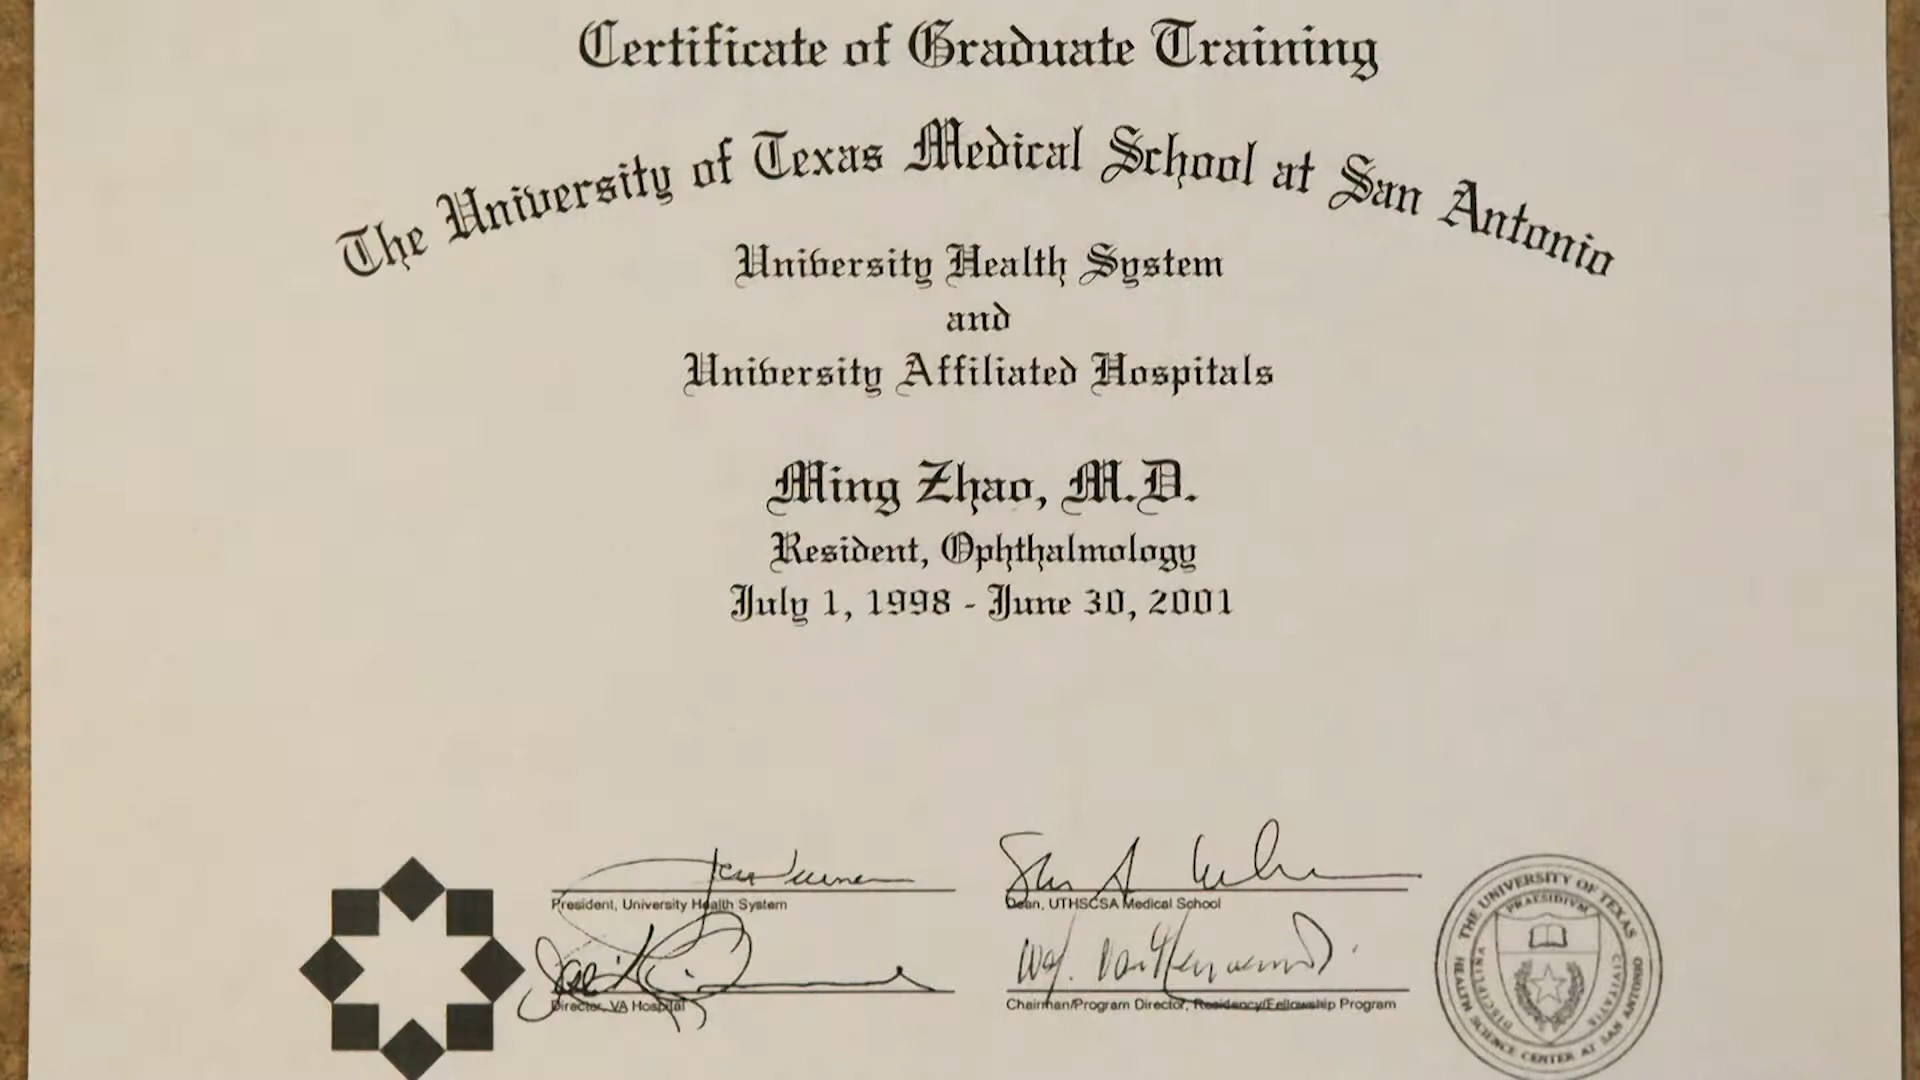 Certificate of Graduate Training
The University of Texas Medical School at San Antonio
University Health System
and
University Affiliated Hospitals
Ming Zhao, M.D.
Resident, Ophthalmology
July 1, 1998 - June 30, 2001
President, University Health System
Dean, UTHSCSA Medical School
Director, VA Hospital
Chairman/Program Director, Residency/Fellowship Program
THE UNIVERSITY OF TEXAS
HEALTH SCIENCE CENTER AT SAN ANTONIO
PRAESIDIVM
DISCIPLINA
CIVITATIS